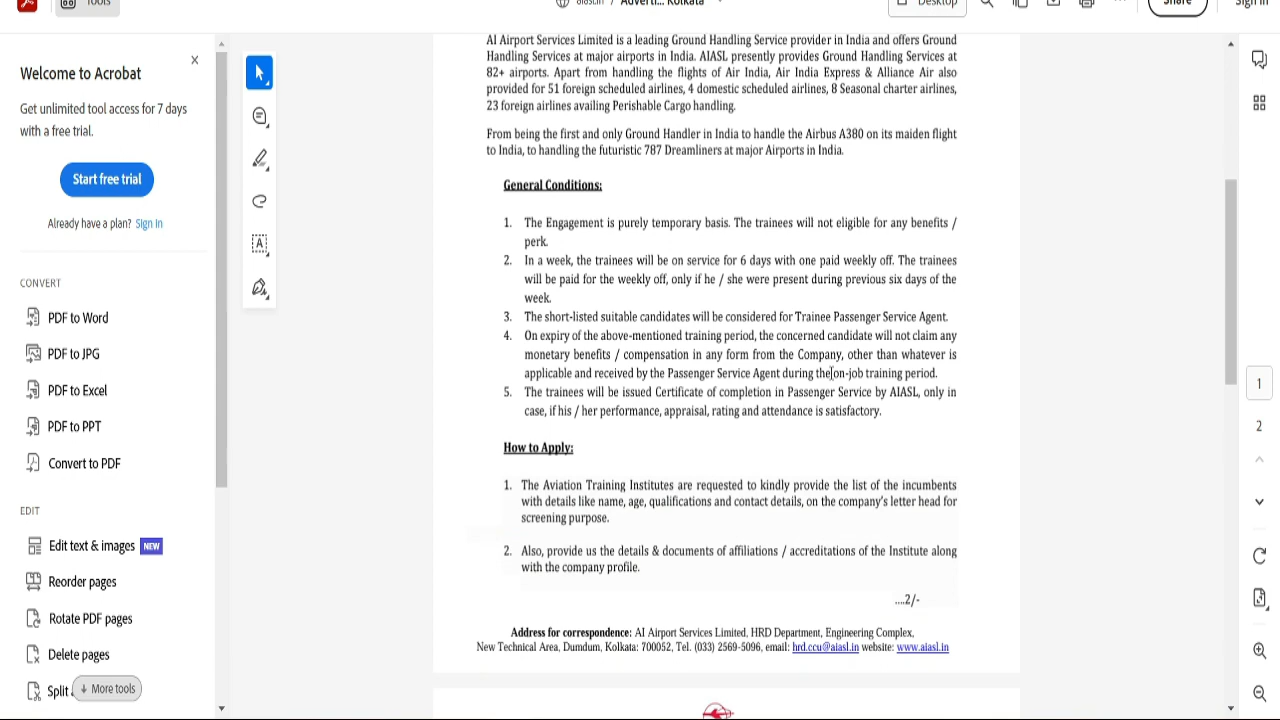 Tools
aiasl.in / Adverti... Kolkata
Desktop
Share
Sign in
Welcome to Acrobat
Get unlimited tool access for 7 days
with a free trial.
Start free trial
Already have a plan? Sign in
CONVERT
PDF to Word
PDF to JPG
PDF to Excel
PDF to PPT
Convert to PDF
EDIT
Edit text & images NEW
Reorder pages
Rotate PDF pages
Delete pages
Split
More tools
AI Airport Services Limited is a leading Ground Handling Service provider in India and offers Ground
Handling Services at major airports in India. AIASL presently provides Ground Handling Services at
82+ airports. Apart from handling the flights of Air India, Air India Express & Alliance Air also
provided for 51 foreign scheduled airlines, 4 domestic scheduled airlines, 8 Seasonal charter airlines,
23 foreign airlines availing Perishable Cargo handling.
From being the first and only Ground Handler in India to handle the Airbus A380 on its maiden flight
to India, to handling the futuristic 787 Dreamliners at major Airports in India.
General Conditions:
1. The Engagement is purely temporary basis. The trainees will not eligible for any benefits /
perk.
2. In a week, the trainees will be on service for 6 days with one paid weekly off. The trainees
will be paid for the weekly off, only if he / she were present during previous six days of the
week.
3. The short-listed suitable candidates will be considered for Trainee Passenger Service Agent.
4. On expiry of the above-mentioned training period, the concerned candidate will not claim any
monetary benefits / compensation in any form from the Company, other than whatever is
applicable and received by the Passenger Service Agent during the on-job training period.
5. The trainees will be issued Certificate of completion in Passenger Service by AIASL, only in
case, if his / her performance, appraisal, rating and attendance is satisfactory.
How to Apply:
1. The Aviation Training Institutes are requested to kindly provide the list of the incumbents
with details like name, age, qualifications and contact details, on the company's letter head for
screening purpose.
2. Also, provide us the details & documents of affiliations / accreditations of the Institute along
with the company profile.
....2/-
Address for correspondence: AI Airport Services Limited, HRD Department, Engineering Complex,
New Technical Area, Dumdum, Kolkata: 700052, Tel. (033) 2569-5096, email: hrd.ccu@aiasl.in website: www.aiasl.in
1
2